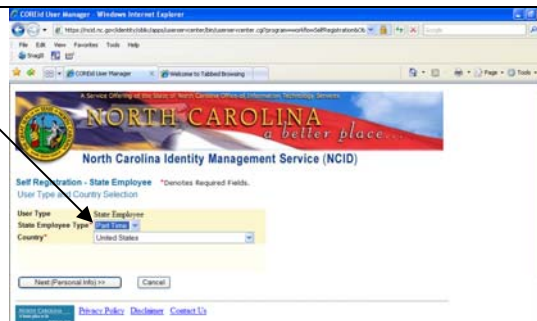 COREid User Manager - Windows Internet Explorer
File Edit View Favorites Tools Help
SnagIt
COREid User Manager
Welcome to Tabbed Browsing
Page
Tools
A Service Offering of the State of North Carolina Office of Information Technology Services
NORTH CAROLINA
a better place...
North Carolina Identity Management Service (NCID)
Self Registration - State Employee *Denotes Required Fields.
User Type and Country Selection
User Type State Employee
State Employee Type* Part Time
Country* United States
Next (Personal Info) >> Cancel
North Carolina
Privacy Policy Disclaimer Contact Us